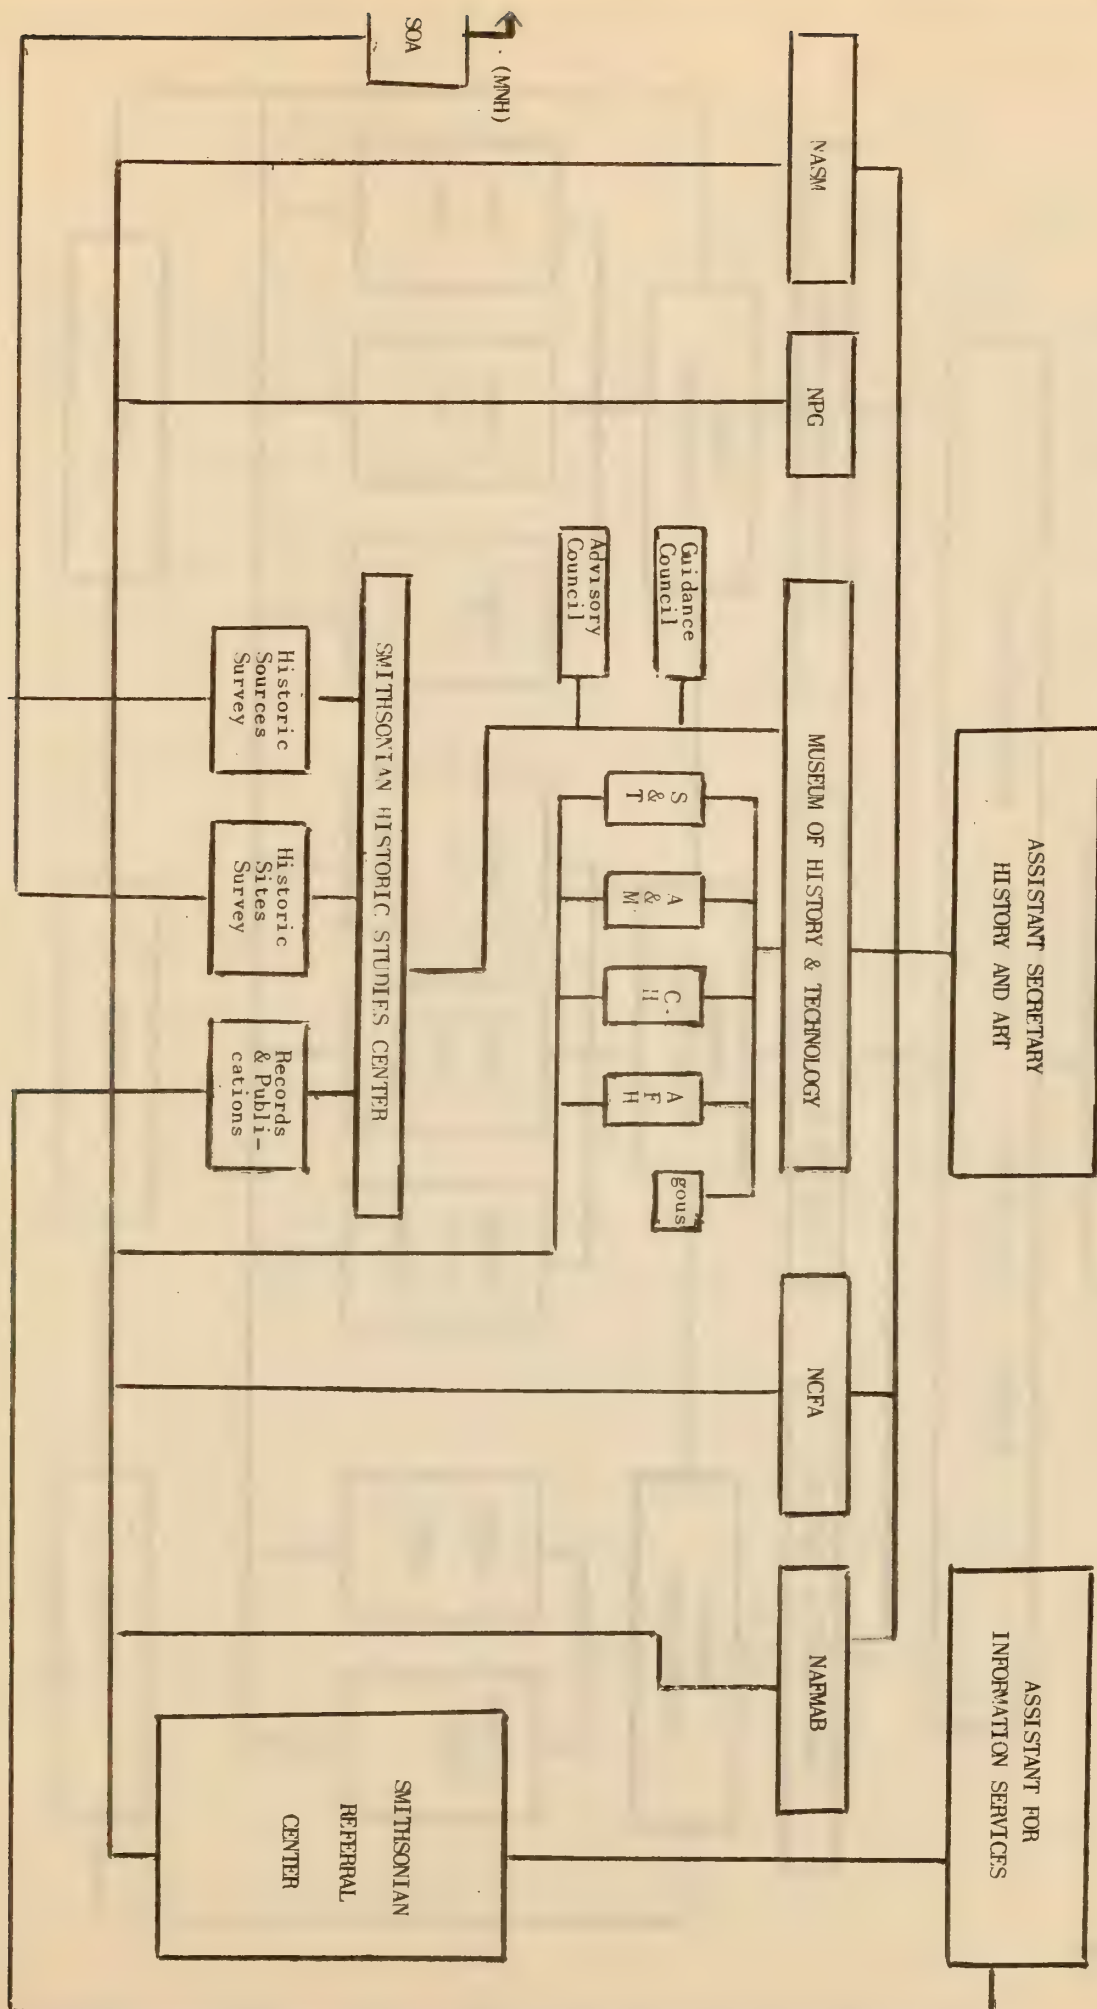 ASSISTANT SECRETARY
HISTORY AND ART
ASSISTANT FOR
INFORMATION SERVICES
NASM
NPG
MUSEUM OF HISTORY & TECHNOLOGY
NCFA
NAFMAB
Guidance
Council
Advisory
Council
S
&
T
A
&
M
C.
H
A
F
H
gous
SOA
(MNH)
SMITHSONIAN HISTORIC STUDIES CENTER
Historic
Sources
Survey
Historic
Sites
Survey
Records
& Publi-
cations
SMITHSONIAN
REFERRAL
CENTER